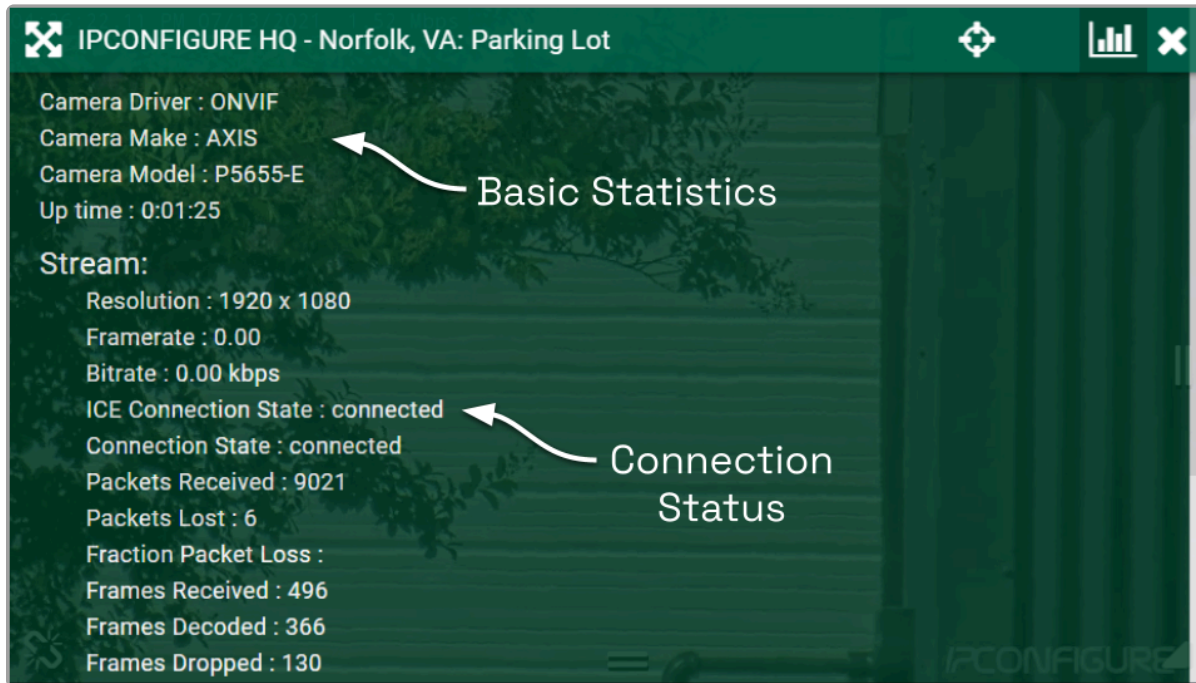 IPCONFIGURE HQ - Norfolk, VA: Parking Lot
Camera Driver : ONVIF
Camera Make : AXIS
Camera Model : P5655-E
Up time : 0:01:25
Basic Statistics
Stream:
Resolution : 1920 x 1080
Framerate : 0.00
Bitrate : 0.00 kbps
ICE Connection State : connected
Connection State : connected
Connection
Status
Packets Received : 9021
Packets Lost : 6
Fraction Packet Loss :
Frames Received : 496
Frames Decoded : 366
Frames Dropped : 130
IPCONFIGURE